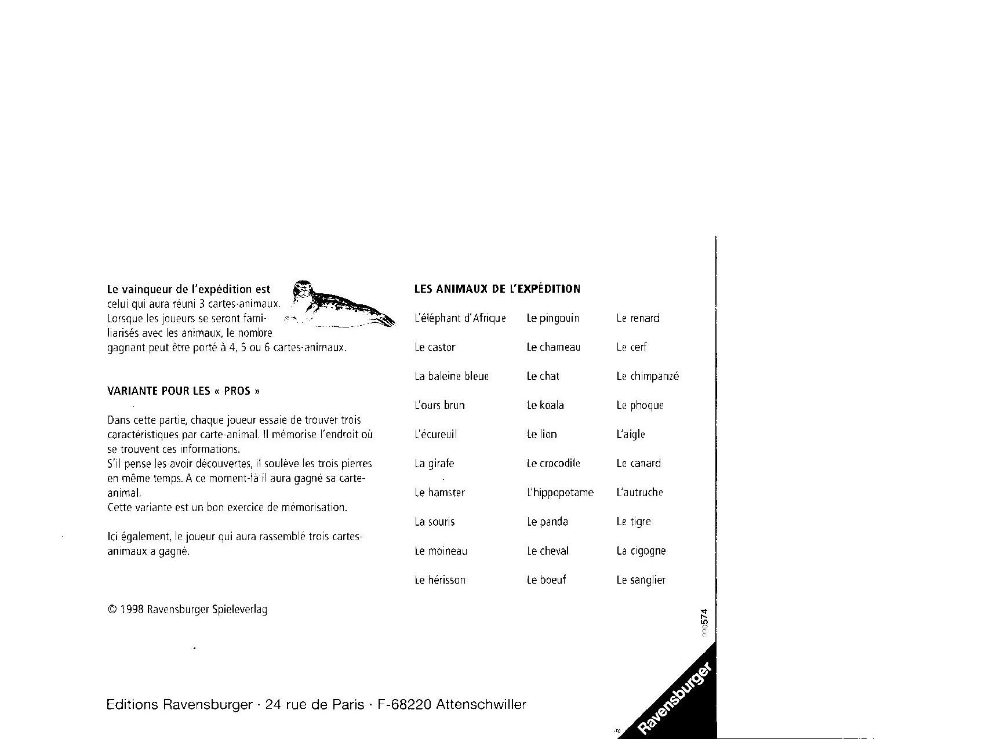 Le vainqueur de l'expédition est
celui qui aura réuni 3 cartes-animaux.
Lorsque les joueurs se seront fami-
liarisés avec les animaux, le nombre
gagnant peut être porté à 4, 5 ou 6 cartes-animaux.
VARIANTE POUR LES « PROS »
Dans cette partie, chaque joueur essaie de trouver trois
caractéristiques par carte-animal. Il mémorise l'endroit où
se trouvent ces informations.
S'il pense les avoir découvertes, il soulève les trois pierres
en même temps. A ce moment-là il aura gagné sa carte-
animal.
Cette variante est un bon exercice de mémorisation.
Ici également, le joueur qui aura rassemblé trois cartes-
animaux a gagné.
© 1998 Ravensburger Spieleverlag
LES ANIMAUX DE L'EXPÉDITION
L'éléphant d'Afrique Le pingouin Le renard
Le castor Le chameau Le cerf
La baleine bleue Le chat Le chimpanzé
L'ours brun Le koala Le phoque
L'écureuil Le lion L'aigle
La girafe Le crocodile Le canard
Le hamster L'hippopotame L'autruche
La souris Le panda Le tigre
Le moineau Le cheval La cigogne
Le hérisson Le boeuf Le sanglier
574
Ravensburger
Editions Ravensburger · 24 rue de Paris · F-68220 Attenschwiller